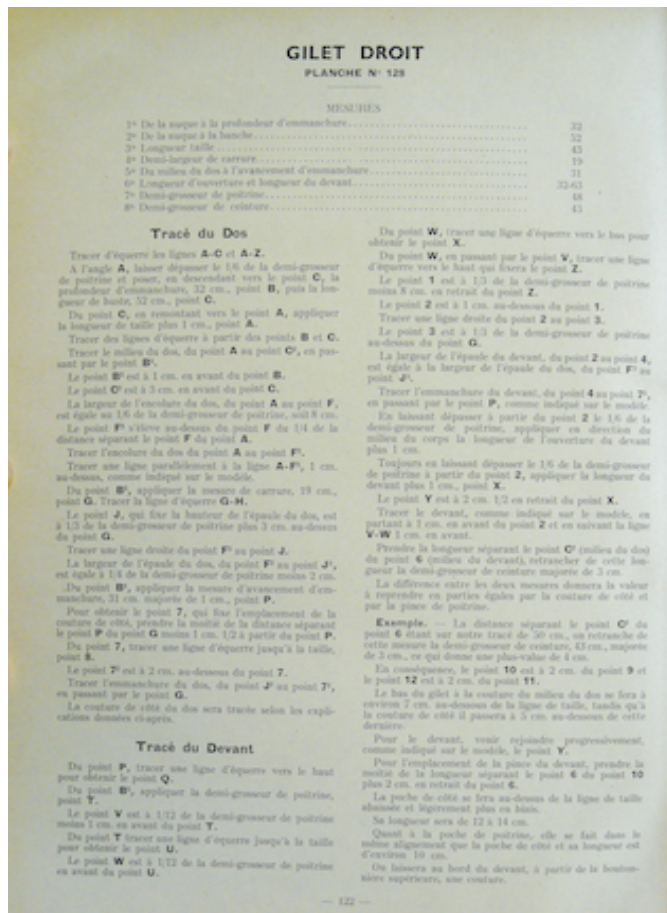 GILET DROIT
PLANCHE N° 128
MESURES
1° De la nuque à la profondeur d'emmanchure 32
2° De la nuque à la hanche 52
3° Longueur taille 43
4° Demi-largeur de carrure 19
5° Du milieu du dos à l'avancement d'emmanchure 31
6° Longueur d'ouverture et longueur du devant 32-63
7° Demi-grosseur de poitrine 48
8° Demi-grosseur de ceinture 43
Tracé du Dos
Tracer d'équerre les lignes A-C et A-Z.
A l'angle A, laisser dépasser le 1/6 de la demi-grosseur
de poitrine et poser, en descendant vers le point C, la
profondeur d'emmanchure, 32 cm., point B, puis la lon-
gueur de buste, 52 cm., point C.
Du point C, en remontant vers le point A, appliquer
la longueur de taille plus 1 cm., point A.
Tracer des lignes d'équerre à partir des points B et C.
Tracer le milieu du dos, du point A au point C², en pas-
sant par le point B².
Le point B² est à 1 cm. en avant du point B.
Le point C² est à 3 cm. en avant du point C.
La largeur de l'encolure du dos, du point A au point F,
est égale au 1/6 de la demi-grosseur de poitrine, soit 8 cm.
Le point F² s'élève au-dessus du point F du 1/4 de la
distance séparant le point F du point A.
Tracer l'encolure du dos du point A au point F².
Tracer une ligne parallèlement à la ligne A-F², 1 cm.
au-dessus, comme indiqué sur le modèle.
Du point B², appliquer la mesure de carrure, 19 cm.,
point G. Tracer la ligne d'équerre G-H.
Le point J, qui fixe la hauteur de l'épaule du dos, est
à 1/3 de la demi-grosseur de poitrine plus 3 cm. au-dessus
du point G.
Tracer une ligne droite du point F² au point J.
La largeur de l'épaule du dos, du point F² au point J²,
est égale à 1/4 de la demi-grosseur de poitrine moins 2 cm.
Du point B², appliquer la mesure d'avancement d'em-
manchure, 31 cm. majorée de 1 cm., point P.
Pour obtenir le point 7, qui fixe l'emplacement de la
couture de côté, prendre la moitié de la distance séparant
le point P du point G moins 1 cm. 1/2 à partir du point P.
Du point 7, tracer une ligne d'équerre jusqu'à la taille,
point 8.
Le point 7² est à 2 cm. au-dessous du point 7.
Tracer l'emmanchure du dos, du point J² au point 7²,
en passant par le point G.
La couture de côté du dos sera tracée selon les expli-
cations données ci-après.
Tracé du Devant
Du point P, tracer une ligne d'équerre vers le haut
pour obtenir le point Q.
Du point B², appliquer la demi-grosseur de poitrine,
point T.
Le point V est à 1/12 de la demi-grosseur de poitrine
moins 1 cm. en avant du point T.
Du point T tracer une ligne d'équerre jusqu'à la taille
pour obtenir le point U.
Le point W est à 1/12 de la demi-grosseur de poitrine
en avant du point U.
Du point W, tracer une ligne d'équerre vers le bas pour
obtenir le point X.
Du point W, en passant par le point V, tracer une ligne
d'équerre vers le haut qui fixera le point Z.
Le point 1 est à 1/3 de la demi-grosseur de poitrine
moins 8 cm. en retrait du point Z.
Le point 2 est à 1 cm. au-dessous du point 1.
Tracer une ligne droite du point 2 au point 3.
Le point 3 est à 1/3 de la demi-grosseur de poitrine
au-dessus du point G.
La largeur de l'épaule du devant, du point 2 au point 4,
est égale à la largeur de l'épaule du dos, du point F² au
point J².
Tracer l'emmanchure du devant, du point 4 au point 7²,
en passant par le point P, comme indiqué sur le modèle.
En laissant dépasser à partir du point 2 le 1/6 de la
demi-grosseur de poitrine, appliquer en direction du
milieu du corps la longueur de l'ouverture du devant
plus 1 cm.
Toujours en laissant dépasser le 1/6 de la demi-grosseur
de poitrine à partir du point 2, appliquer la longueur du
devant plus 1 cm., point X.
Le point Y est à 2 cm. 1/2 en retrait du point X.
Tracer le devant, comme indiqué sur le modèle, en
partant à 1 cm. en avant du point 2 et en suivant la ligne
V-W 1 cm. en avant.
Prendre la longueur séparant le point C² (milieu du dos)
du point 6 (milieu du devant), retrancher de cette lon-
gueur la demi-grosseur de ceinture majorée de 3 cm.
La différence entre les deux mesures donnera la valeur
à reprendre en parties égales par la couture de côté et
par la pince de poitrine.
Exemple. — La distance séparant le point C² du
point 6 étant sur notre tracé de 50 cm., on retranche de
cette mesure la demi-grosseur de ceinture, 43 cm., majorée
de 3 cm., ce qui donne une plus-value de 4 cm.
En conséquence, le point 10 est à 2 cm. du point 9 et
le point 12 est à 2 cm. du point 11.
Le bas du gilet à la couture du milieu du dos se fera à
environ 7 cm. au-dessous de la ligne de taille, tandis qu'à
la couture de côté il passera à 5 cm. au-dessous de cette
dernière.
Pour le devant, venir rejoindre progressivement,
comme indiqué sur le modèle, le point Y.
Pour l'emplacement de la pince du devant, prendre la
moitié de la longueur séparant le point 6 du point 10
plus 2 cm. en retrait du point 6.
La poche de côté se fera au-dessus de la ligne de taille
abaissée et légèrement plus en biais.
Sa longueur sera de 12 à 14 cm.
Quant à la poche de poitrine, elle se fait dans le
même alignement que la poche de côté et sa longueur est
d'environ 10 cm.
On laissera au bord du devant, à partir de la bouton-
nière supérieure, une couture.
— 122 —